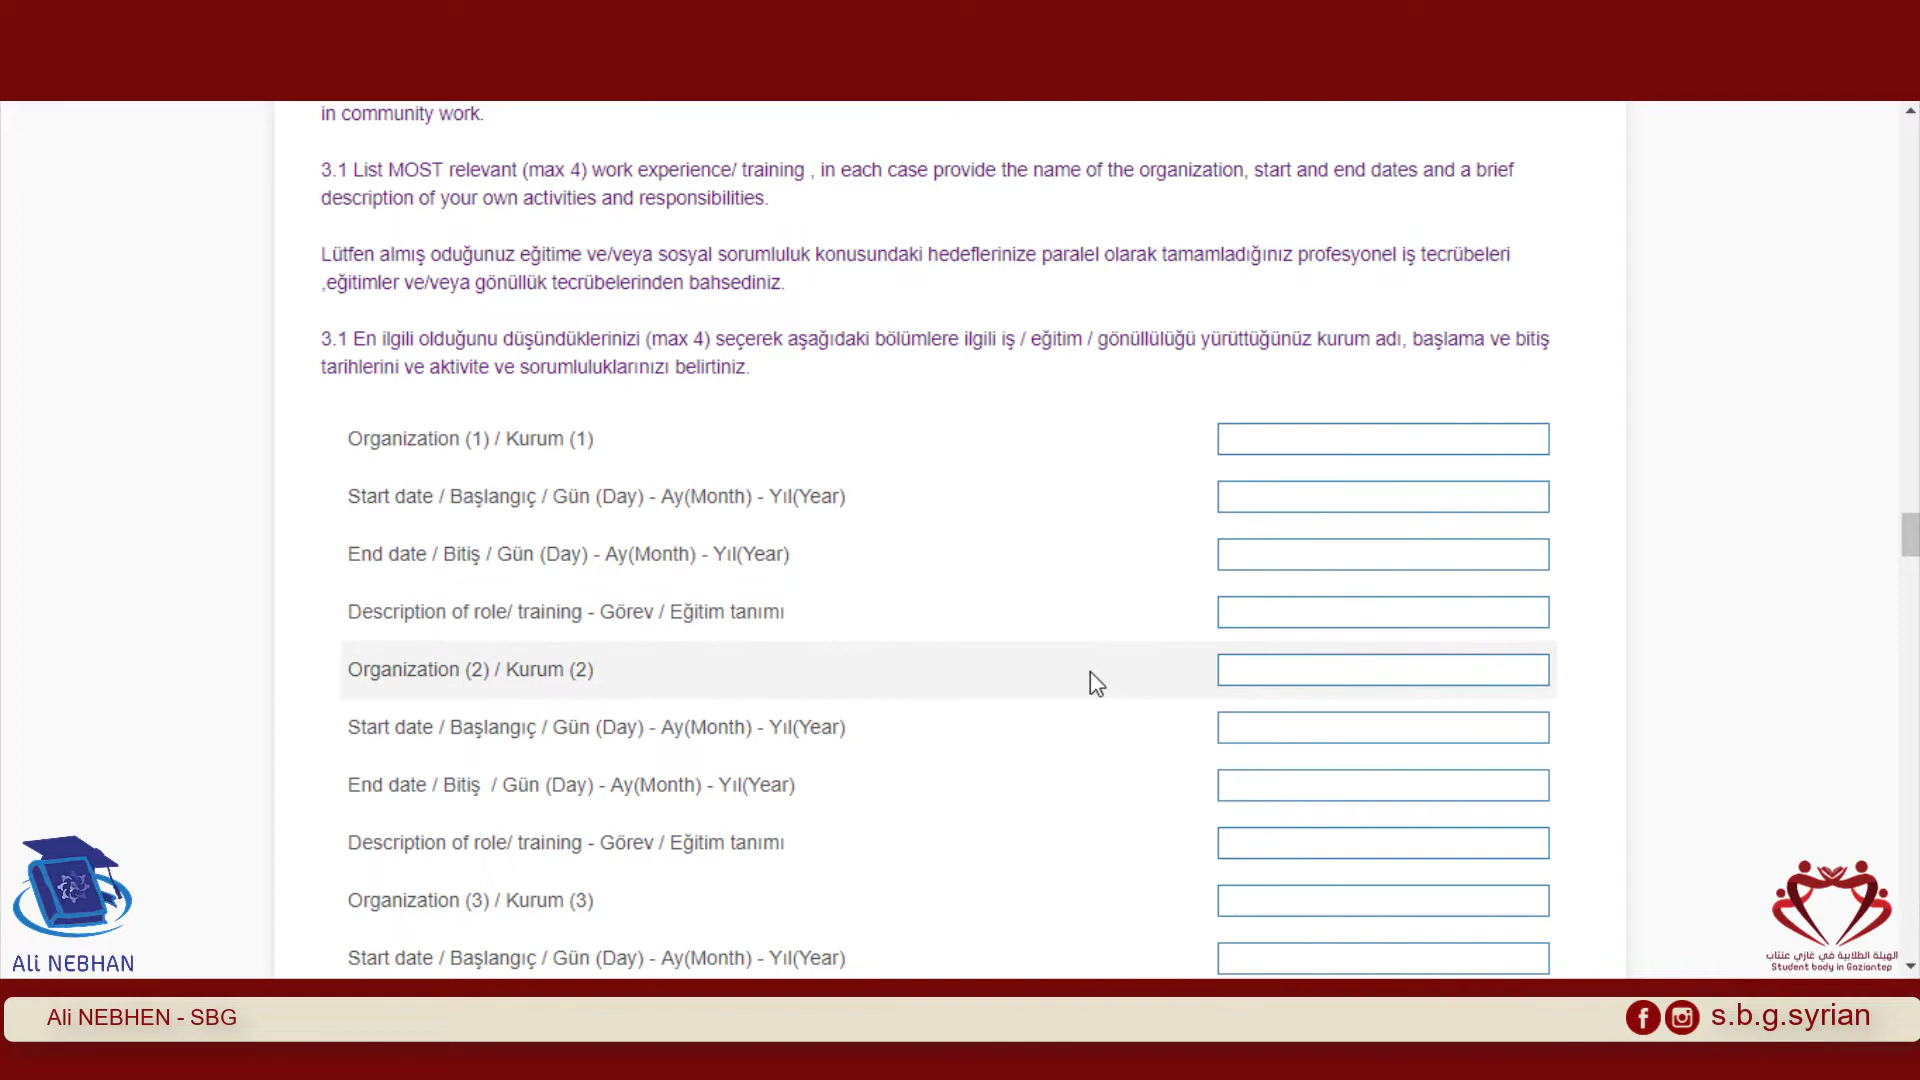 in community work.
3.1 List MOST relevant (max 4) work experience/ training , in each case provide the name of the organization, start and end dates and a brief
description of your own activities and responsibilities.
Lütfen almış oduğunuz eğitime ve/veya sosyal sorumluluk konusundaki hedeflerinize paralel olarak tamamladığınız profesyonel iş tecrübeleri
,eğitimler ve/veya gönüllük tecrübelerinden bahsediniz.
3.1 En ilgili olduğunu düşündüklerinizi (max 4) seçerek aşağıdaki bölümlere ilgili iş / eğitim / gönüllülüğü yürüttüğünüz kurum adı, başlama ve bitiş
tarihlerini ve aktivite ve sorumluluklarınızı belirtiniz.
Organization (1) / Kurum (1)
Start date / Başlangıç / Gün (Day) - Ay(Month) - Yıl(Year)
End date / Bitiş / Gün (Day) - Ay(Month) - Yıl(Year)
Description of role/ training - Görev / Eğitim tanımı
Organization (2) / Kurum (2)
Start date / Başlangıç / Gün (Day) - Ay(Month) - Yıl(Year)
End date / Bitiş  / Gün (Day) - Ay(Month) - Yıl(Year)
Description of role/ training - Görev / Eğitim tanımı
Organization (3) / Kurum (3)
Start date / Başlangıç / Gün (Day) - Ay(Month) - Yıl(Year)
Ali NEBHAN
الهيئة الطلابية في غازي عنتاب
Student body in Gaziantep
Ali NEBHEN - SBG
s.b.g.syrian